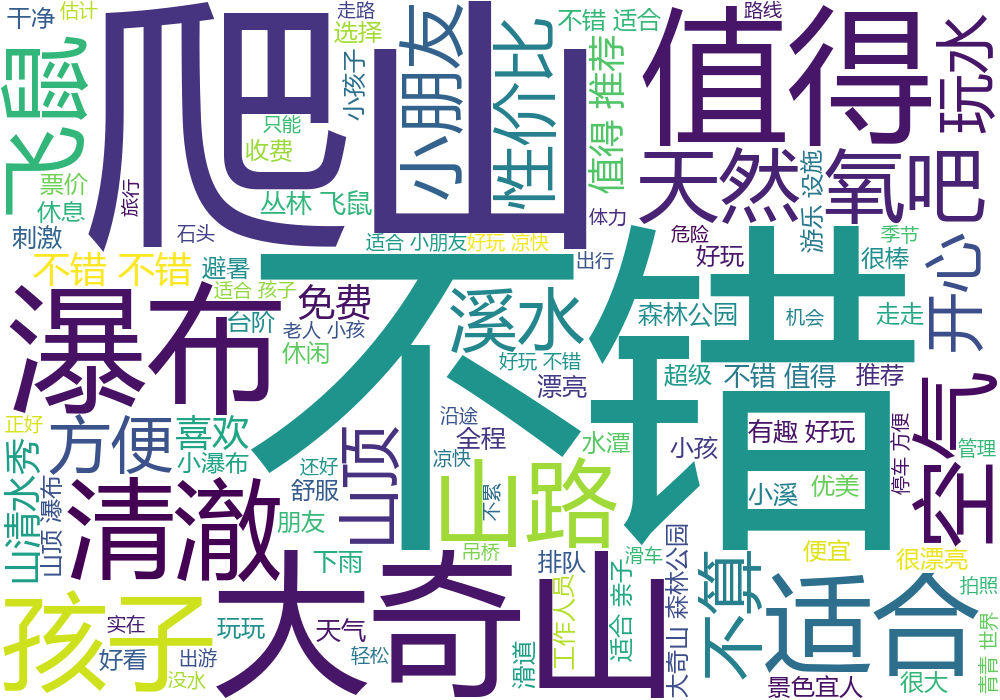 干净
估计
走路
选择
小孩子
飞鼠
爬山
小朋友
性价比
不错 适合
值得 推荐
路线
值得
玩水
只能
收费
票价
休息
旅行
丛林 飞鼠
石头
刺激
适合 小朋友
好玩 凉快
体力
出行
天然 氧吧
游乐 设施
危险
好玩
季节
很棒
开心
不错 不错
避暑
适合 孩子
免费
台阶
老人 小孩
休闲
瀑布
不错
溪水
好玩 不错
漂亮
森林公园
机会
走走
超级
不错 值得
推荐
空气
正好
方便
喜欢
小瀑布
山清水秀
山顶 瀑布
清澈
还好
舒服
朋友
山顶
沿途
全程
凉快
不累
山路
水潭
小孩
有趣 好玩
停车 方便
管理
小溪
优美
下雨
吊桥
排队
滑车
便宜
很漂亮
拍照
孩子
大奇山
实在
好看
出游
没水
玩玩
天气
轻松
滑道
工作人员
适合 亲子
大奇山 森林公园
不算
适合
景色宜人
很大
青青 世界